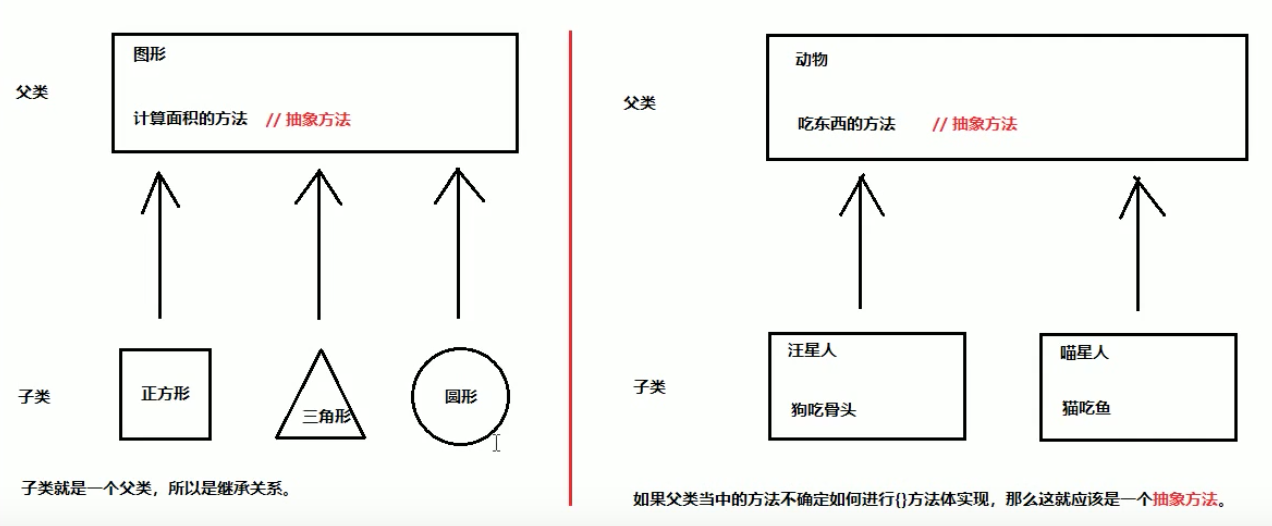 父类
图形
计算面积的方法 // 抽象方法
子类
正方形
三角形
圆形
子类就是一个父类，所以是继承关系。
父类
动物
吃东西的方法 // 抽象方法
子类
汪星人
狗吃骨头
喵星人
猫吃鱼
如果父类当中的方法不确定如何进行{}方法体实现，那么这就应该是一个抽象方法。